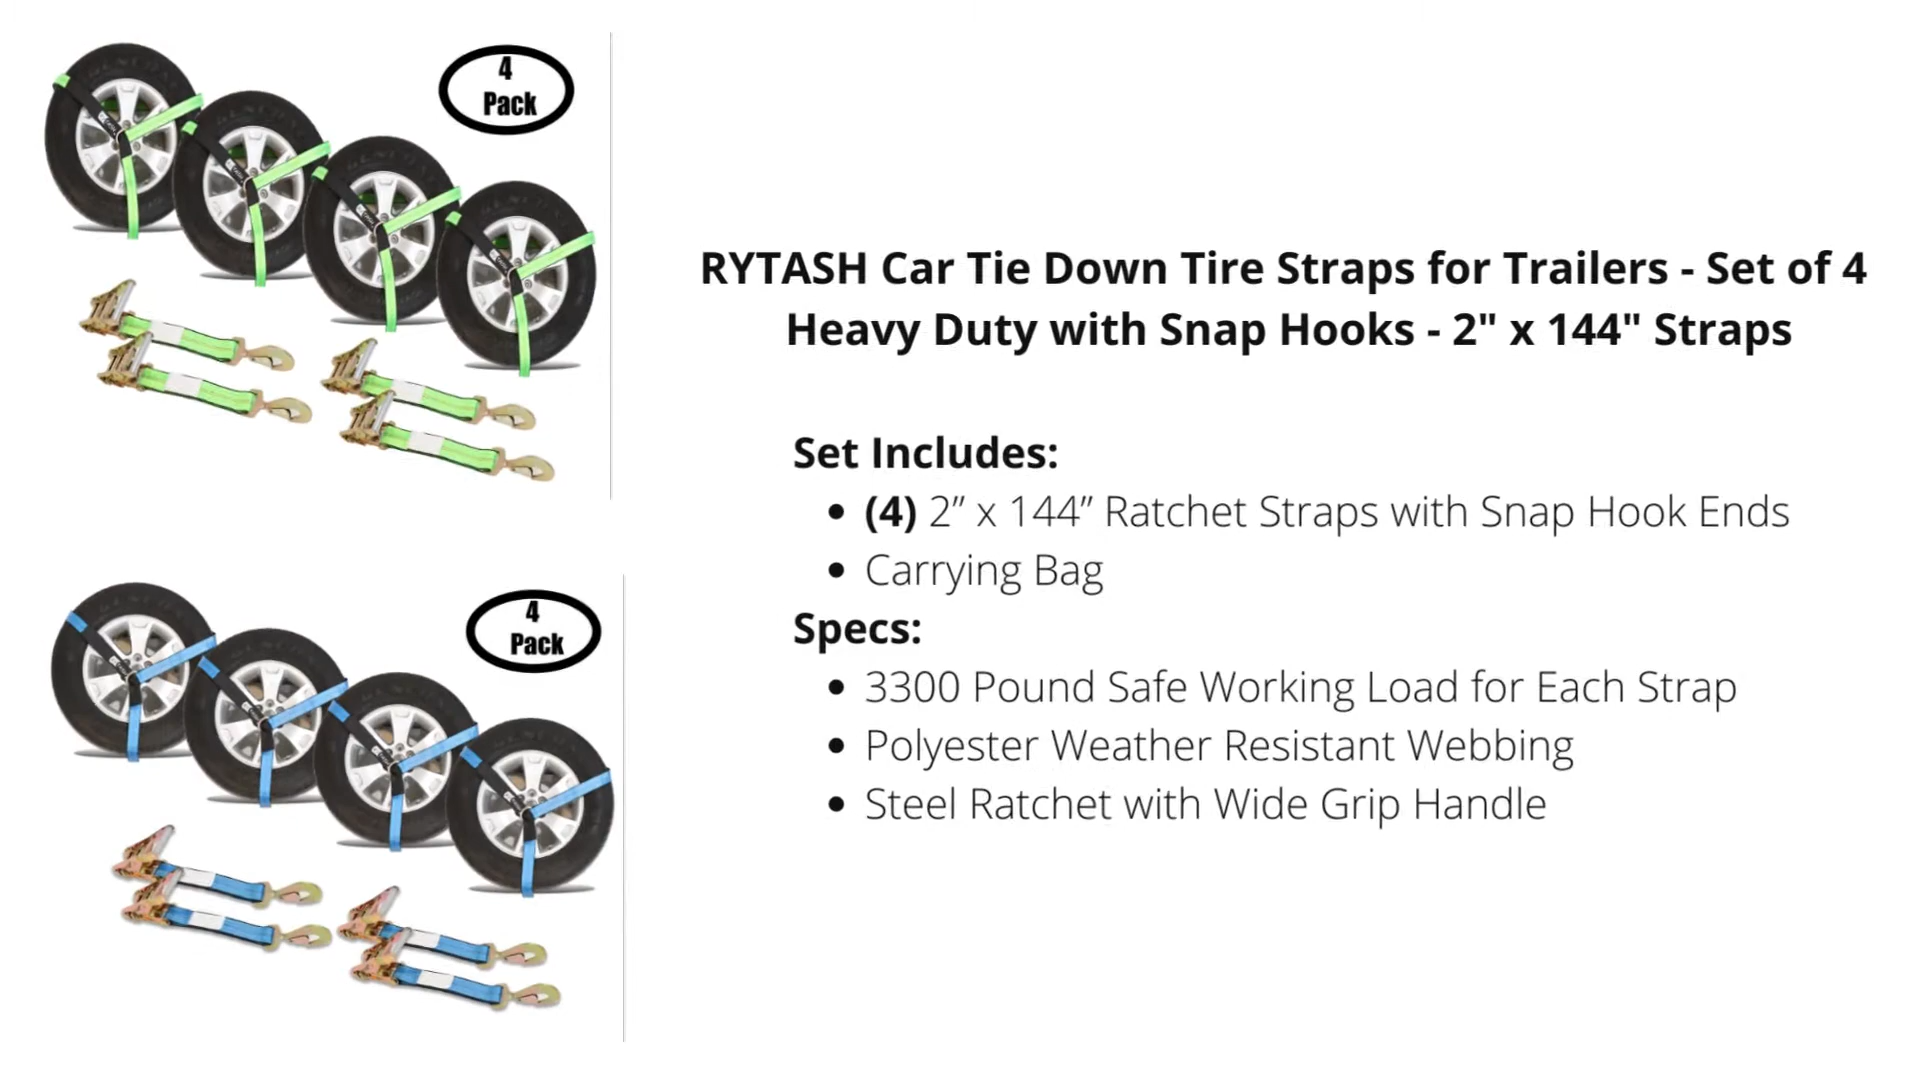 4
Pack
4
Pack
RYTASH Car Tie Down Tire Straps for Trailers - Set of 4
Heavy Duty with Snap Hooks - 2" x 144" Straps
Set Includes:
• (4) 2” x 144” Ratchet Straps with Snap Hook Ends
• Carrying Bag
Specs:
• 3300 Pound Safe Working Load for Each Strap
• Polyester Weather Resistant Webbing
• Steel Ratchet with Wide Grip Handle